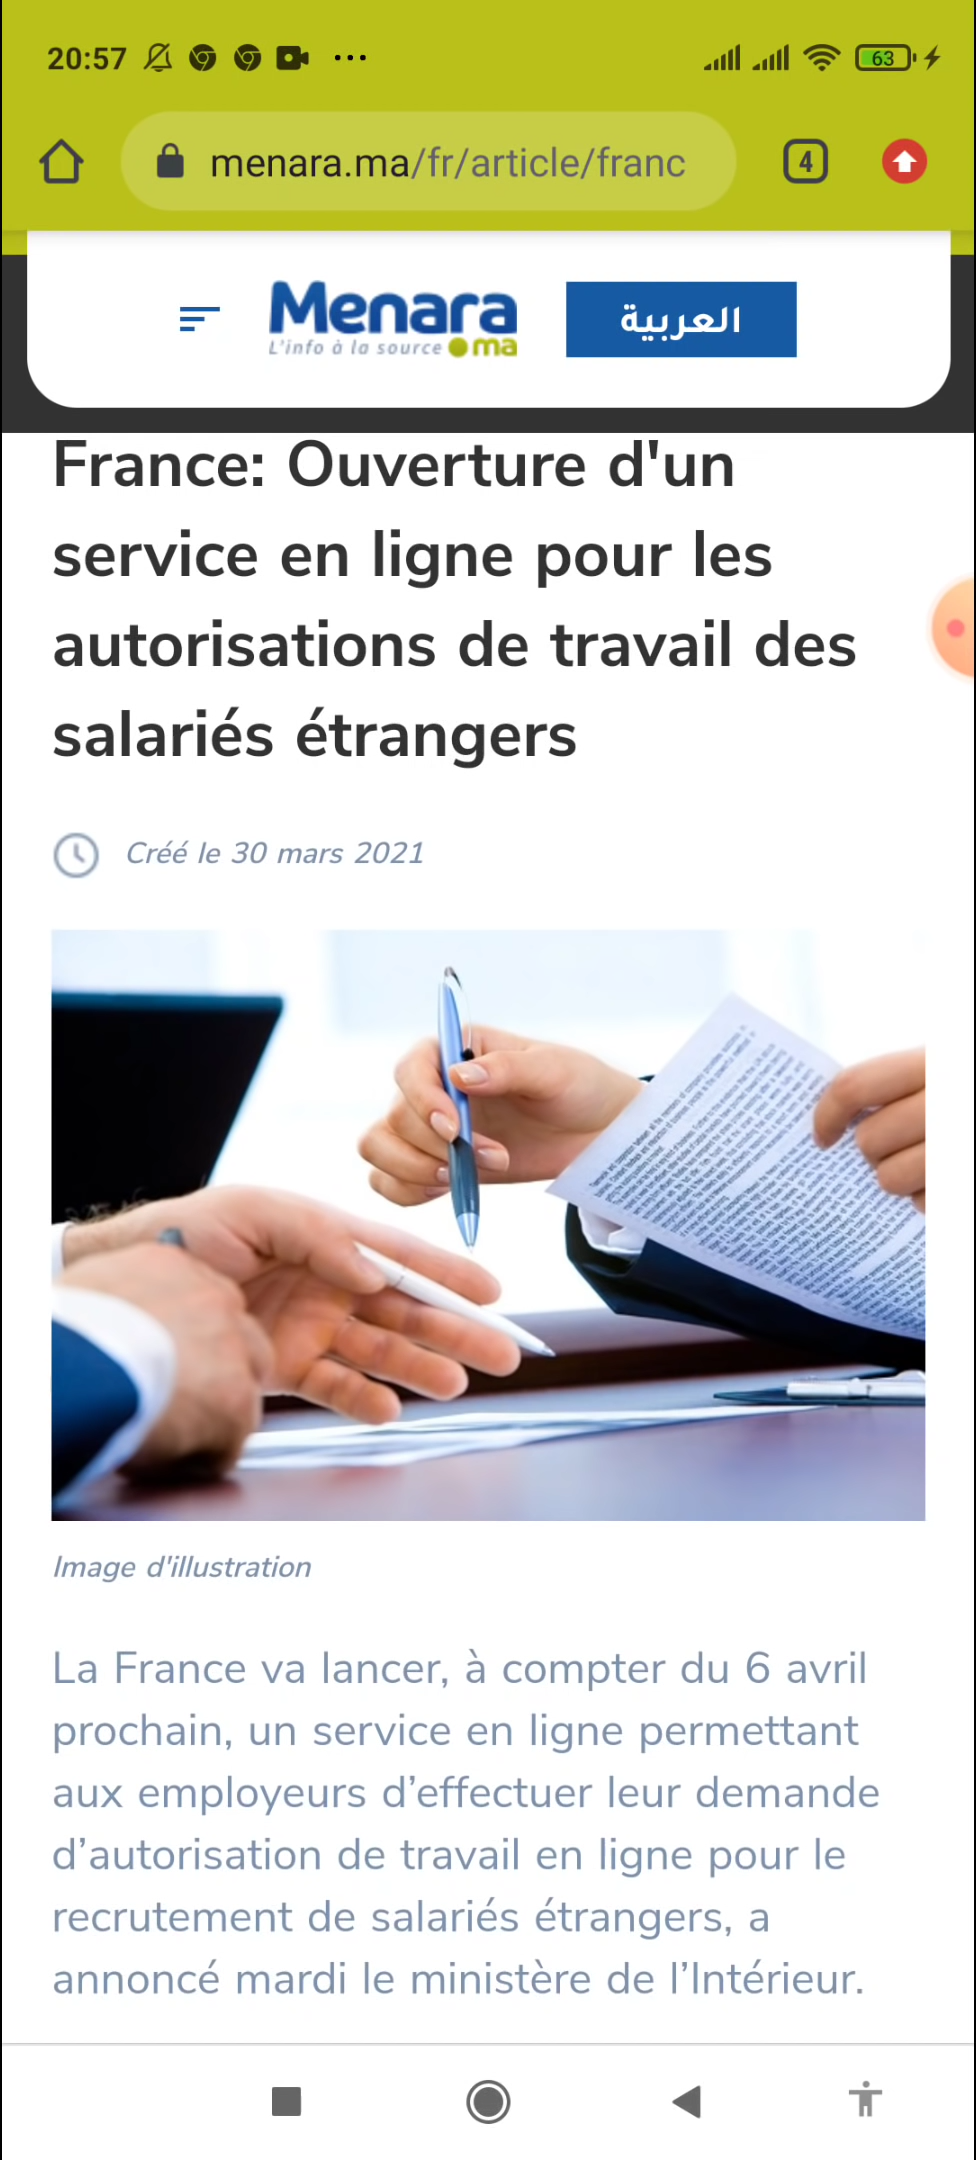 20:57
63
menara.ma/fr/article/franc
4
Menara
L'info à la source
ma
العربية
France: Ouverture d'un
service en ligne pour les
autorisations de travail des
salariés étrangers
Créé le 30 mars 2021
Image d'illustration
La France va lancer, à compter du 6 avril
prochain, un service en ligne permettant
aux employeurs d’effectuer leur demande
d’autorisation de travail en ligne pour le
recrutement de salariés étrangers, a
annoncé mardi le ministère de l’Intérieur.